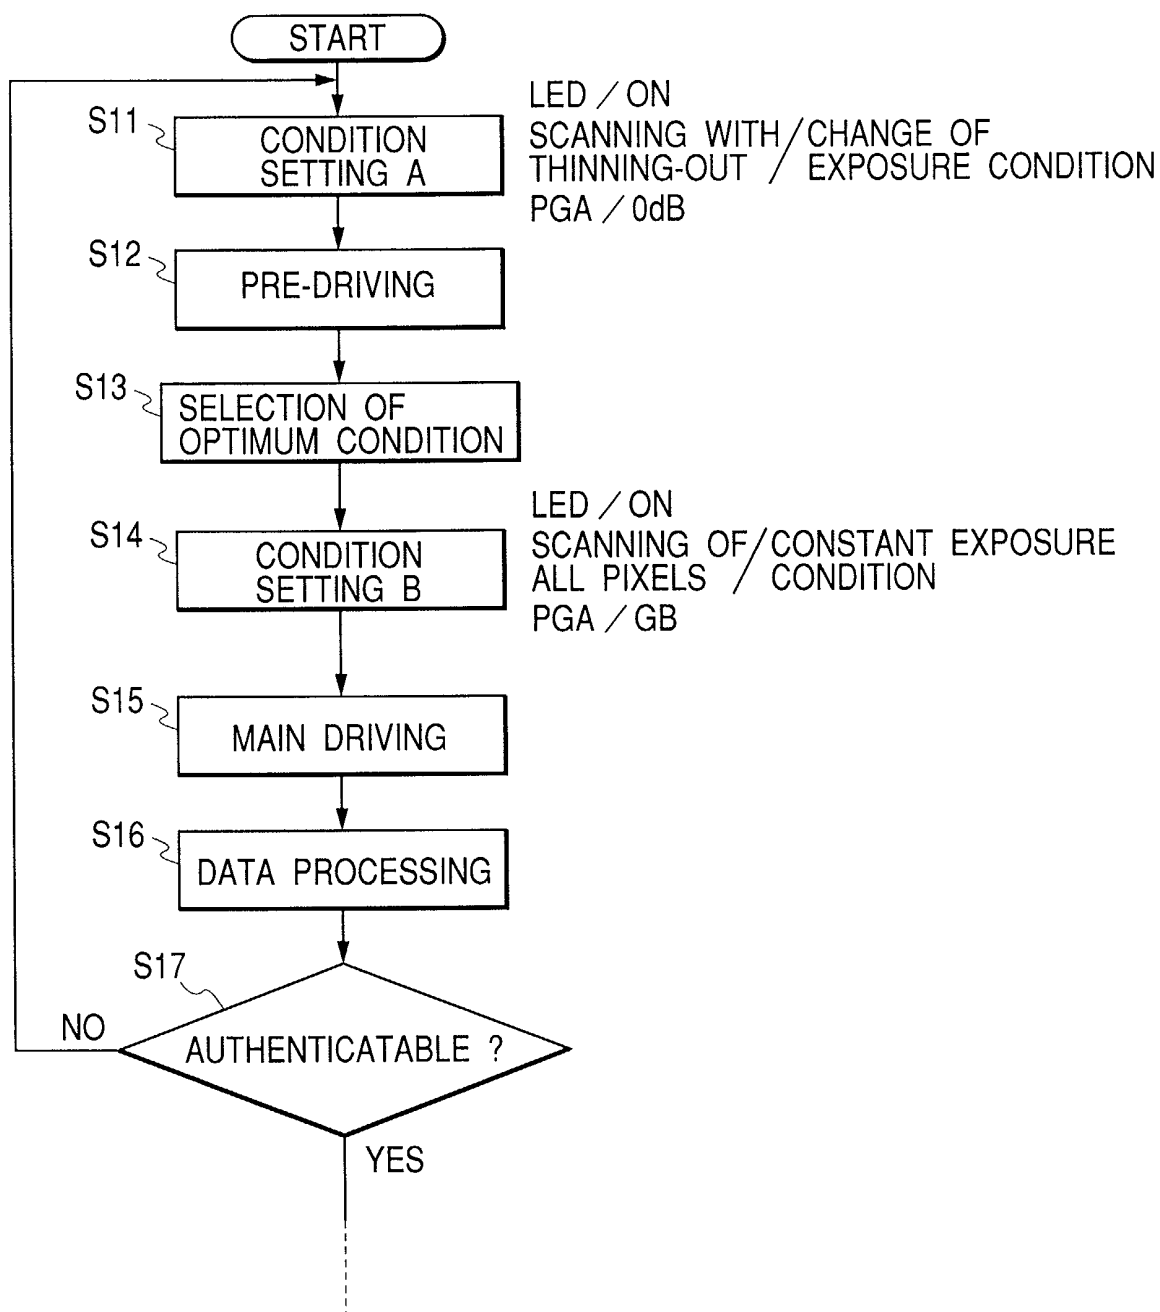 START
S11
CONDITION
SETTING A
LED / ON
SCANNING WITH / CHANGE OF
THINNING-OUT / EXPOSURE CONDITION
PGA / 0dB
S12
PRE-DRIVING
S13
SELECTION OF
OPTIMUM CONDITION
S14
CONDITION
SETTING B
LED / ON
SCANNING OF / CONSTANT EXPOSURE
ALL PIXELS / CONDITION
PGA / GB
S15
MAIN DRIVING
S16
DATA PROCESSING
S17
AUTHENTICATABLE ?
NO
YES